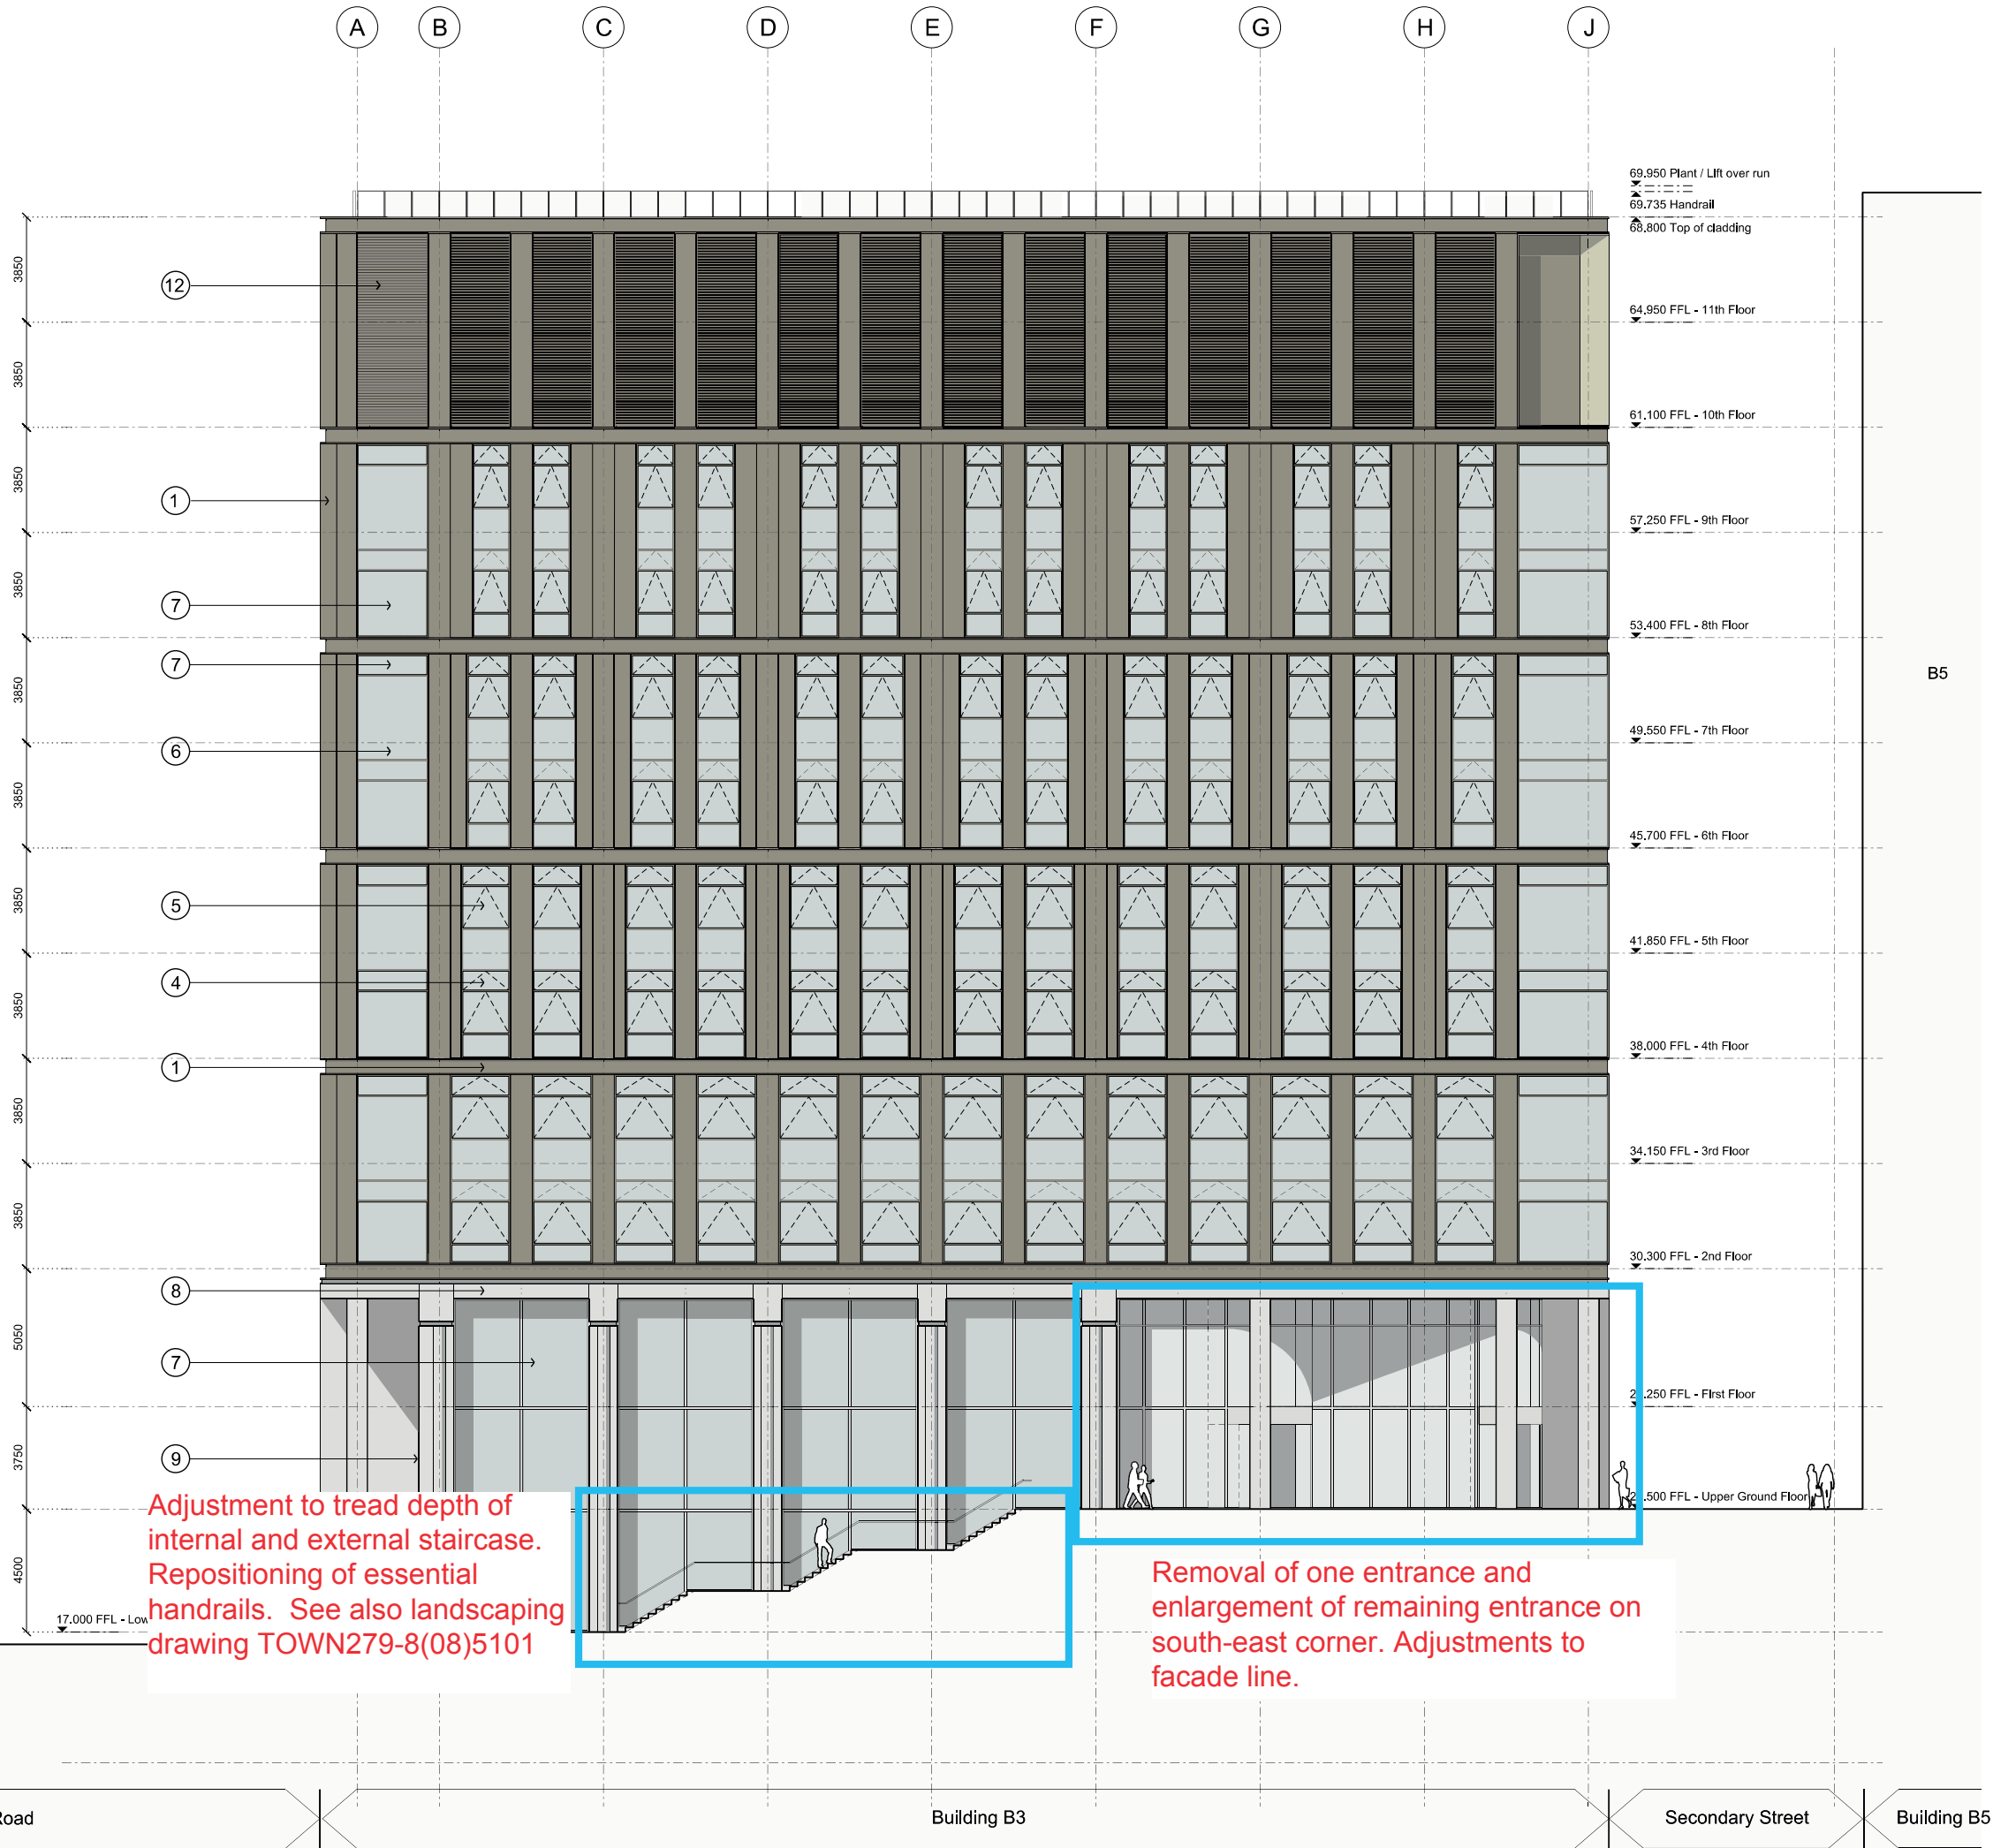 A B C D E F G H J
69.950 Plant / Lift over run
69.735 Handrail
68.800 Top of cladding
3850
12
64.950 FFL - 11th Floor
3850
61.100 FFL - 10th Floor
3850
1
57.250 FFL - 9th Floor
3850
7
53.400 FFL - 8th Floor
7
3850
B5
49.550 FFL - 7th Floor
6
3850
45.700 FFL - 6th Floor
3850
5
41.850 FFL - 5th Floor
4
3850
38.000 FFL - 4th Floor
1
3850
34.150 FFL - 3rd Floor
3850
30.300 FFL - 2nd Floor
8
5050
7
250 FFL - First Floor
3750
9
.500 FFL - Upper Ground Floor
Adjustment to tread depth of
internal and external staircase.
Repositioning of essential
handrails. See also landscaping
drawing TOWN279-8(08)5101
4500
17.000 FFL - Low
Removal of one entrance and
enlargement of remaining entrance on
south-east corner. Adjustments to
facade line.
Road
Building B3
Secondary Street
Building B5